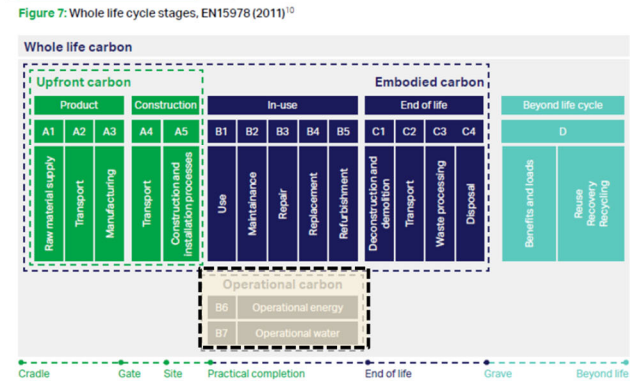 Figure 7: Whole life cycle stages, EN15978 (2011)10
Whole life carbon
Upfront carbon
Embodied carbon
Product
Construction
In-use
End of life
Beyond life cycle
A1
A2
A3
A4
A5
B1
B2
B3
B4
B5
C1
C2
C3
C4
D
Raw material supply
Transport
Manufacturing
Transport
Construction and
installation processes
Use
Maintainance
Repair
Replacement
Refurbishment
Deconstruction and
demolition
Transport
Waste processing
Disposal
Benefits and loads
Reuse
Recovery
Recycling
Operational carbon
B6
Operational energy
B7
Operational water
Cradle
Gate
Site
Practical completion
End of life
Grave
Beyond life